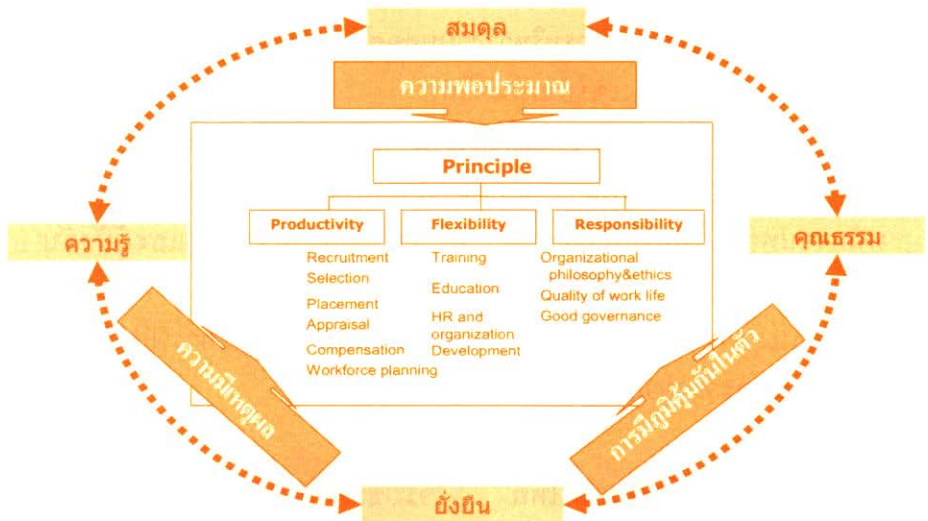 สมดุล
ความพอประมาณ
Principle
Productivity
Flexibility
Responsibility
ความรู้
คุณธรรม
Recruitment
Selection
Placement
Appraisal
Compensation
Workforce planning
Training
Education
HR and
organization
Development
Organizational
philosophy&ethics
Quality of work life
Good governance
ความมีเหตุผล
การมีภูมิคุ้มกันในตัว
ยั่งยืน